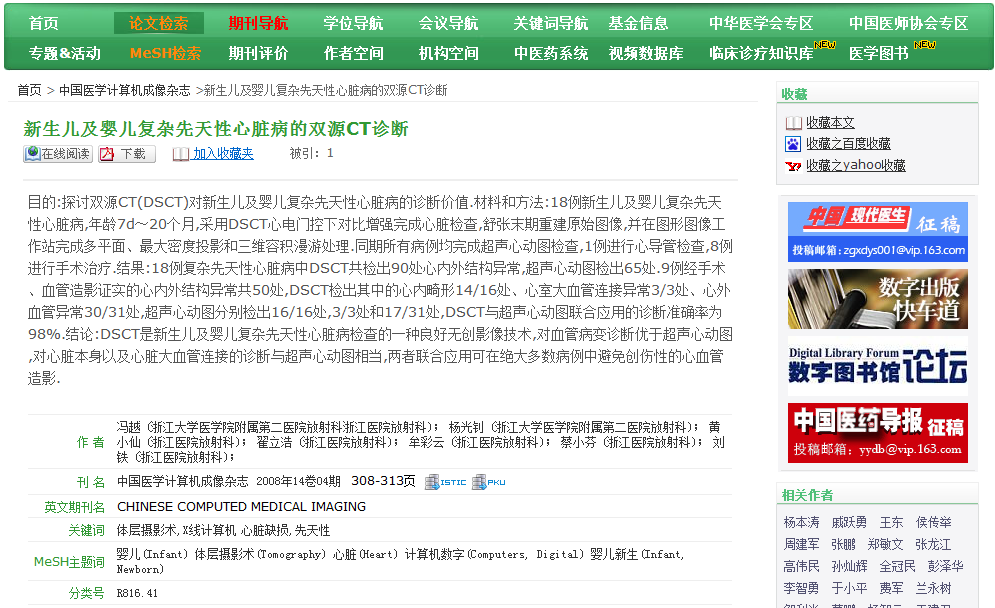 首页 论文检索 期刊导航 学位导航 会议导航 关键词导航 基金信息 中华医学会专区 中国医师协会专区
专题&活动 MeSH检索 期刊评价 作者空间 机构空间 中医药系统 视频数据库 临床诊疗知识库 NEW 医学图书 NEW
首页 > 中国医学计算机成像杂志 >新生儿及婴儿复杂先天性心脏病的双源CT诊断
新生儿及婴儿复杂先天性心脏病的双源CT诊断
在线阅读 下载 加入收藏夹 被引: 1
目的:探讨双源CT(DSCT)对新生儿及婴儿复杂先天性心脏病的诊断价值.材料和方法:18例新生儿及婴儿复杂先天
性心脏病,年龄7d～20个月,采用DSCT心电门控下对比增强完成心脏检查,舒张末期重建原始图像,并在图形图像工
作站完成多平面、最大密度投影和三维容积漫游处理.同期所有病例均完成超声心动图检查,1例进行心导管检查,8例
进行手术治疗.结果:18例复杂先天性心脏病中DSCT共检出90处心内外结构异常,超声心动图检出65处.9例经手术
、血管造影证实的心内外结构异常共50处,DSCT检出其中的心内畸形14/16处、心室大血管连接异常3/3处、心外
血管异常30/31处,超声心动图分别检出16/16处,3/3处和17/31处,DSCT与超声心动图联合应用的诊断准确率为
98%.结论:DSCT是新生儿及婴儿复杂先天性心脏病检查的一种良好无创影像技术,对血管病变诊断优于超声心动图
,对心脏本身以及心脏大血管连接的诊断与超声心动图相当,两者联合应用可在绝大多数病例中避免创伤性的心血管
造影.
作 者 冯越（浙江大学医学院附属第二医院放射科浙江医院放射科）； 杨光钊（浙江大学医学院附属第二医院放射科）； 黄
小仙（浙江医院放射科）； 翟立洁（浙江医院放射科）； 牟彩云（浙江医院放射科）； 蔡小芬（浙江医院放射科）； 刘
铁（浙江医院放射科）；
刊 名 中国医学计算机成像杂志 2008年14卷04期 308-313页 ISTIC PKU
英文期刊名 CHINESE COMPUTED MEDICAL IMAGING
关键词 体层摄影术,X线计算机 心脏缺损,先天性
MeSH主题词 婴儿(Infant) 体层摄影术(Tomography) 心脏(Heart) 计算机数字(Computers, Digital) 婴儿新生(Infant,
Newborn)
分类号 R816.41
收藏
收藏本文
收藏之百度收藏
收藏之yahoo收藏
中国现代医生 征稿
投稿邮箱: zgxdys001@vip.163.com
数字出版
快车道
Digital Library Forum
数字图书馆论坛
中国医药导报 征稿
投稿邮箱: yydb@vip.163.com
相关作者
杨本涛 戚跃勇 王东 侯传举
周建军 张鹏 郑敏文 张龙江
高伟民 孙灿辉 全冠民 彭泽华
李智勇 于小平 费军 兰永树